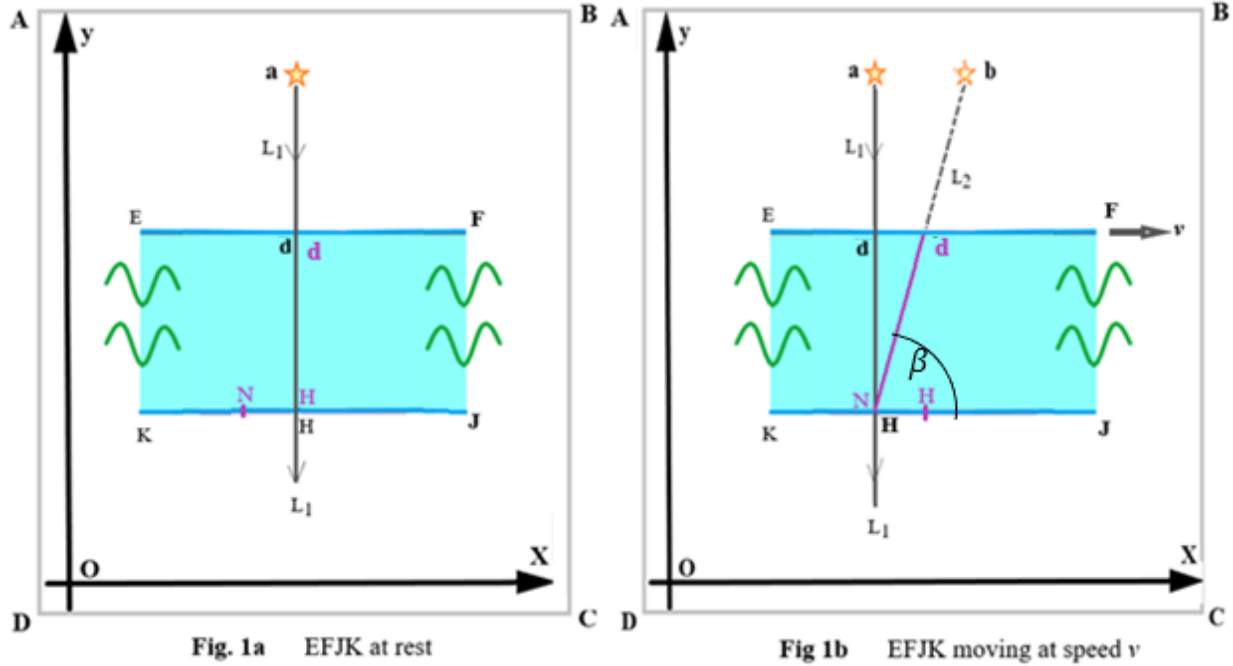 A
B
A
B
y
y
a
a
b
L1
L1
L2
E
F
E
F
v
d
d
d
d
β
N
H
N
H
K
H
J
K
H
J
L1
L1
O
X
O
X
D
C
D
C
Fig. 1a EFJK at rest
Fig 1b EFJK moving at speed v